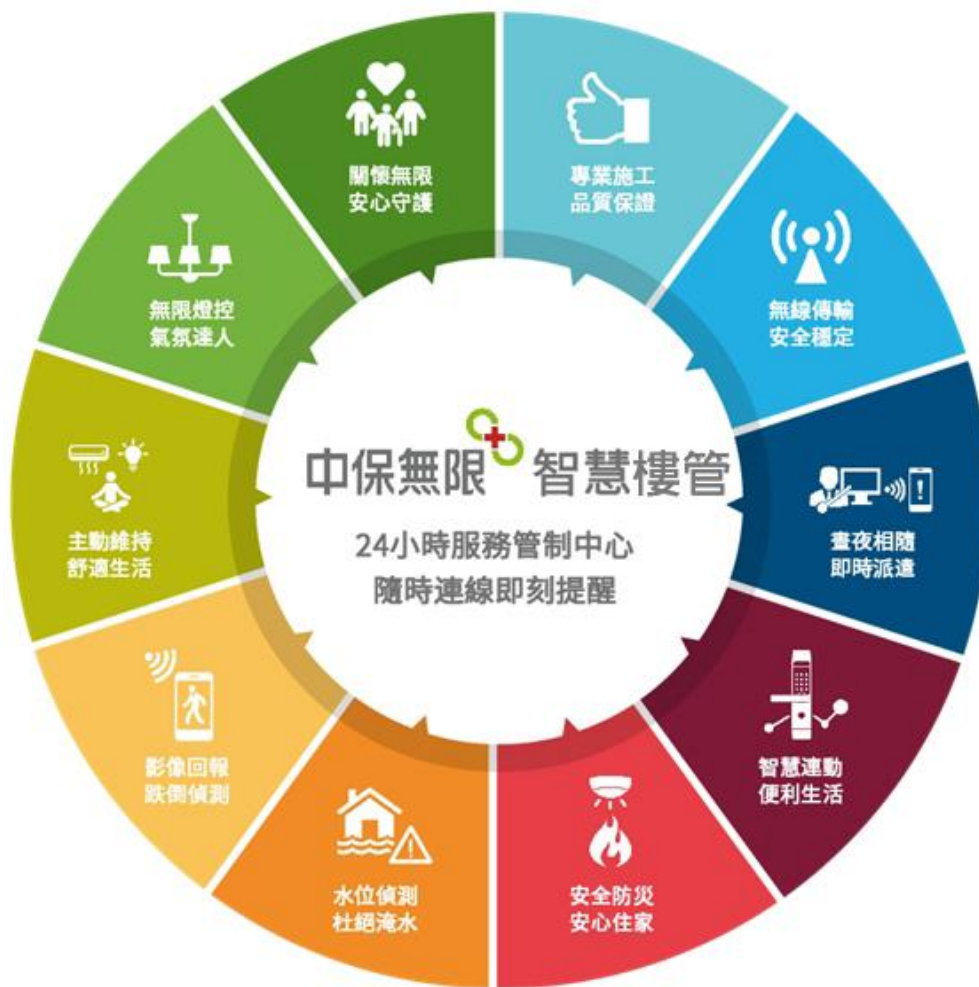 關懷無限
安心守護
專業施工
品質保證
無線傳輸
安全穩定
晝夜相隨
即時派遣
智慧連動
便利生活
安全防災
安心住家
水位偵測
杜絕淹水
影像回報
跌倒偵測
主動維持
舒適生活
無限燈控
氣氛達人
中保無限 智慧樓管
24小時服務管制中心
隨時連線即刻提醒